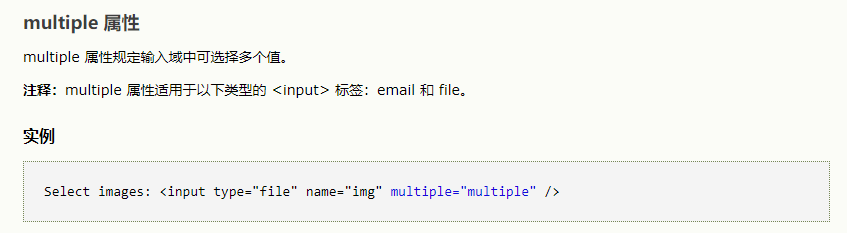 multiple 属性
multiple 属性规定输入域中可选择多个值。
注释：multiple 属性适用于以下类型的 <input> 标签：email 和 file。
实例
Select images: <input type="file" name="img" multiple="multiple" />